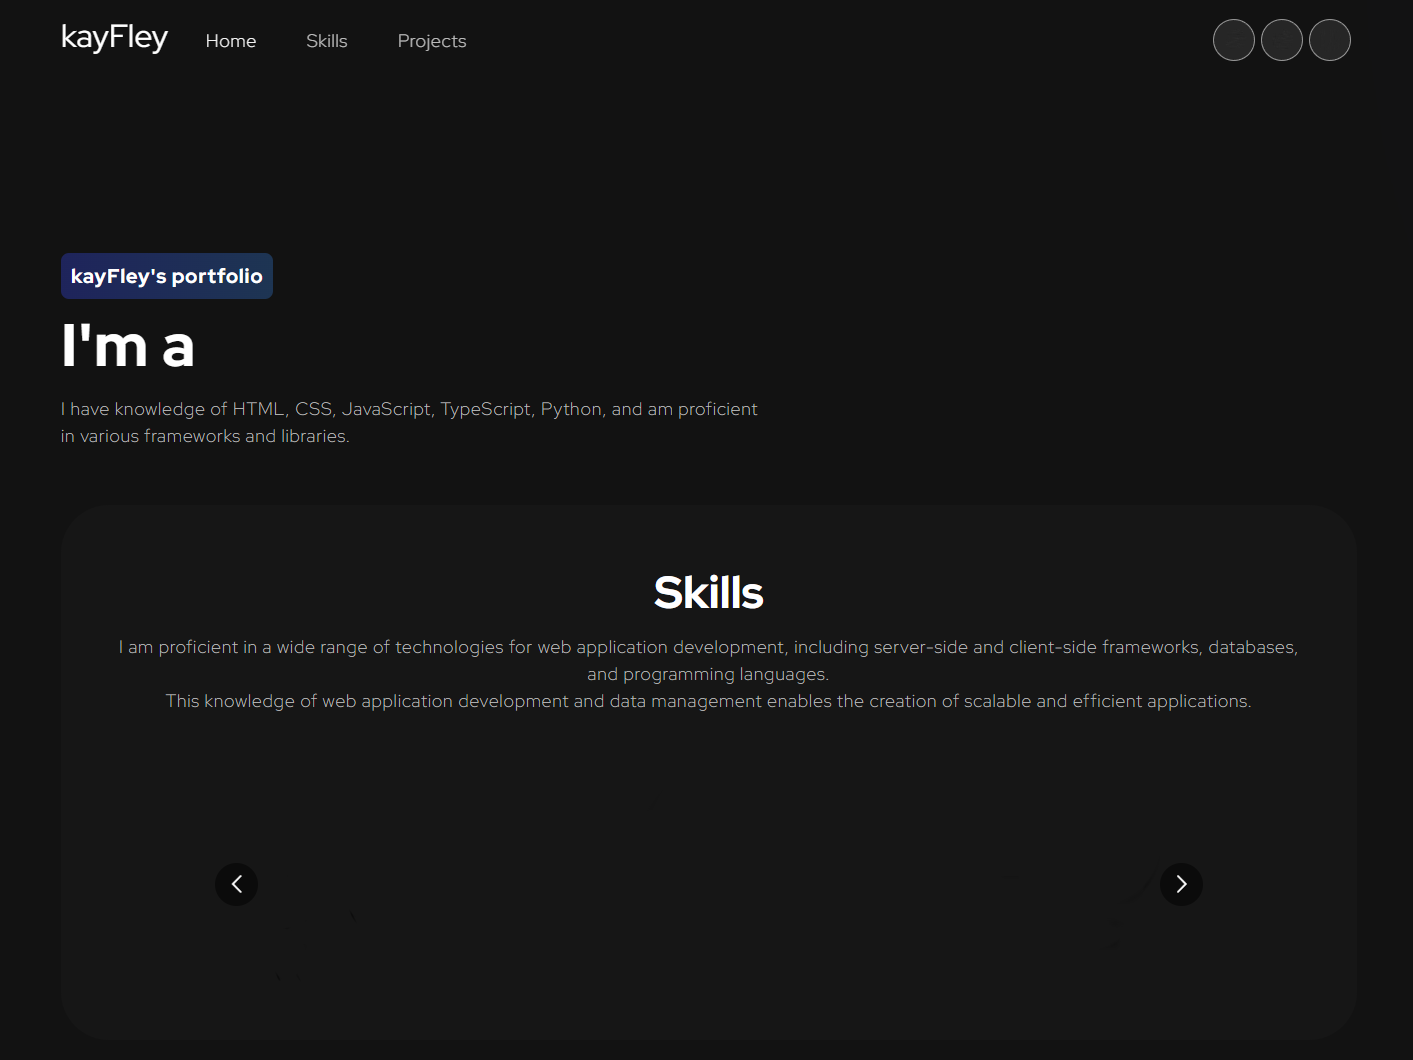 kayFley
Home
Skills
Projects
kayFley's portfolio
I'm a
I have knowledge of HTML, CSS, JavaScript, TypeScript, Python, and am proficient
in various frameworks and libraries.
Skills
I am proficient in a wide range of technologies for web application development, including server-side and client-side frameworks, databases,
and programming languages.
This knowledge of web application development and data management enables the creation of scalable and efficient applications.